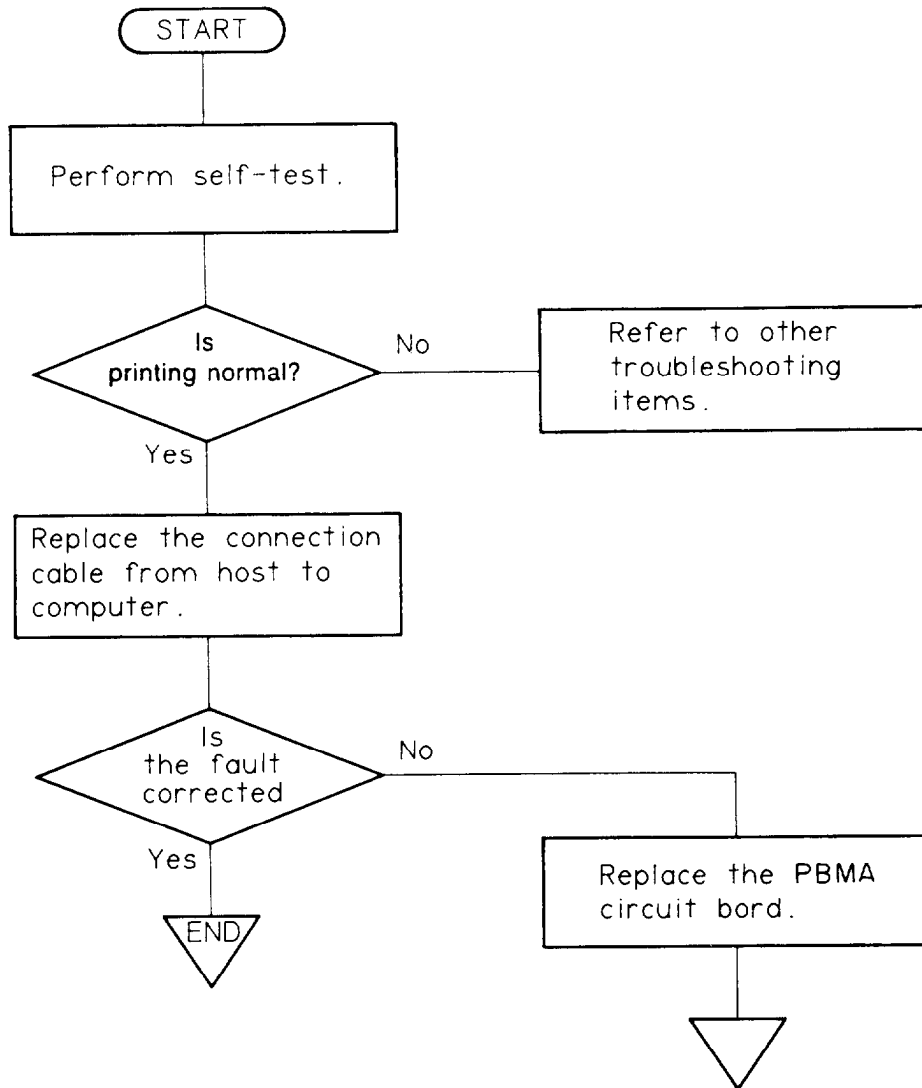 START
Perform self-test.
Is
printing normal?
No
Refer to other
troubleshooting
items.
Yes
Replace the connection
cable from host to
computer.
Is
the fault
corrected
No
Yes
Replace the PBMA
circuit bord.
END